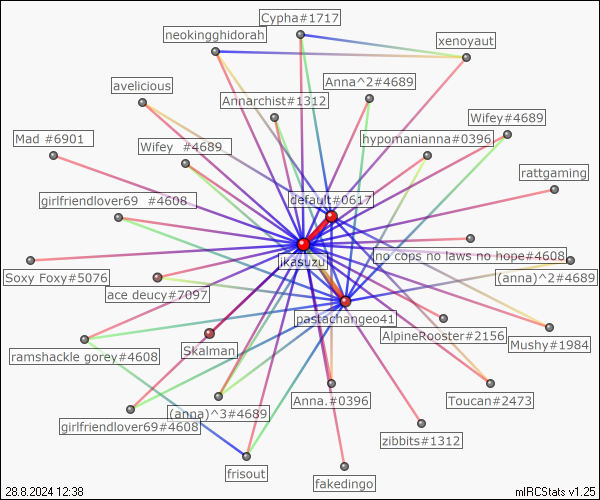 Cypha#1717
neokingghidorah
xenoyaut
avelicious
Anna^2#4689
Annarchist#1312
Wifey#4689
Mad #6901
Wifey #4689
hypomanianna#0396
rattgaming
girlfriendlover69 #4608
default#0617
jkasuzu
no cops no laws no hope#4608
Soxy Foxy#5076
(anna)^2#4689
ace deucy#7097
pastachangeo41
AlpineRooster#2156
Mushy#1984
Skalman
ramshackle gorey#4608
Anna.#0396
Toucan#2473
(anna)^3#4689
girlfriendlover69#4608
zibbits#1312
frisout
fakedingo
28.8.2024 12:38
mIRCStats v1.25